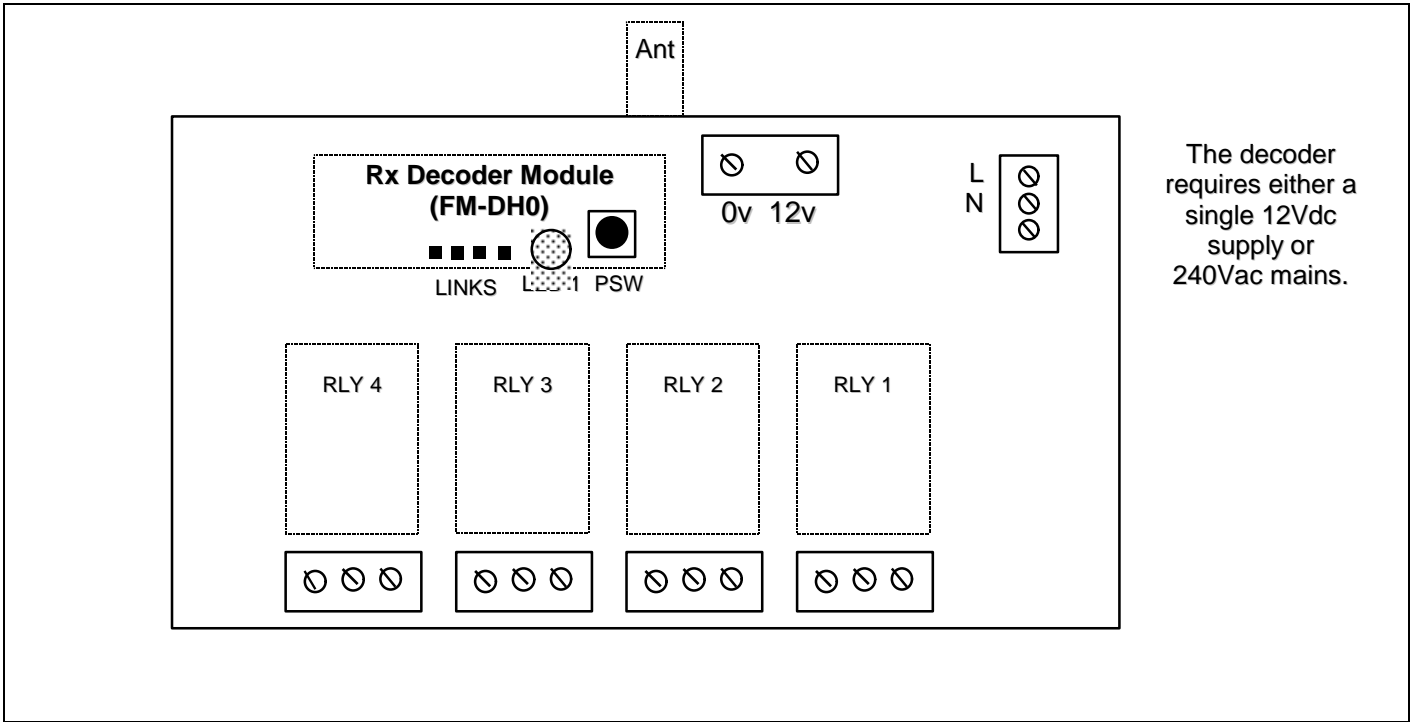 Ant
Rx Decoder Module
(FM-DH0)
LINKS
PSW
0v 12v
L
N
The decoder
requires either a
single 12Vdc
supply or
240Vac mains.
RLY 4
RLY 3
RLY 2
RLY 1